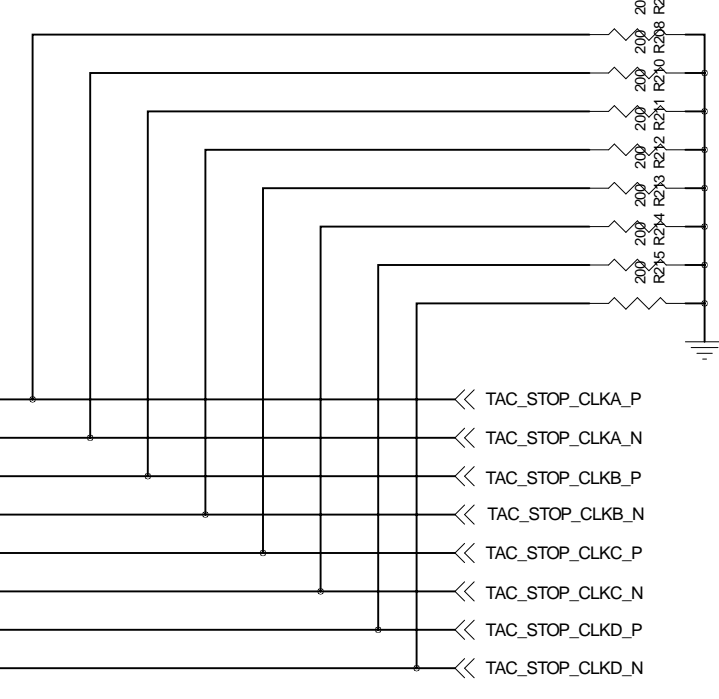 200 R208
200 R210
200 R211
200 R212
200 R213
200 R214
200 R215
TAC_STOP_CLKA_P
TAC_STOP_CLKA_N
TAC_STOP_CLKB_P
TAC_STOP_CLKB_N
TAC_STOP_CLKC_P
TAC_STOP_CLKC_N
TAC_STOP_CLKD_P
TAC_STOP_CLKD_N